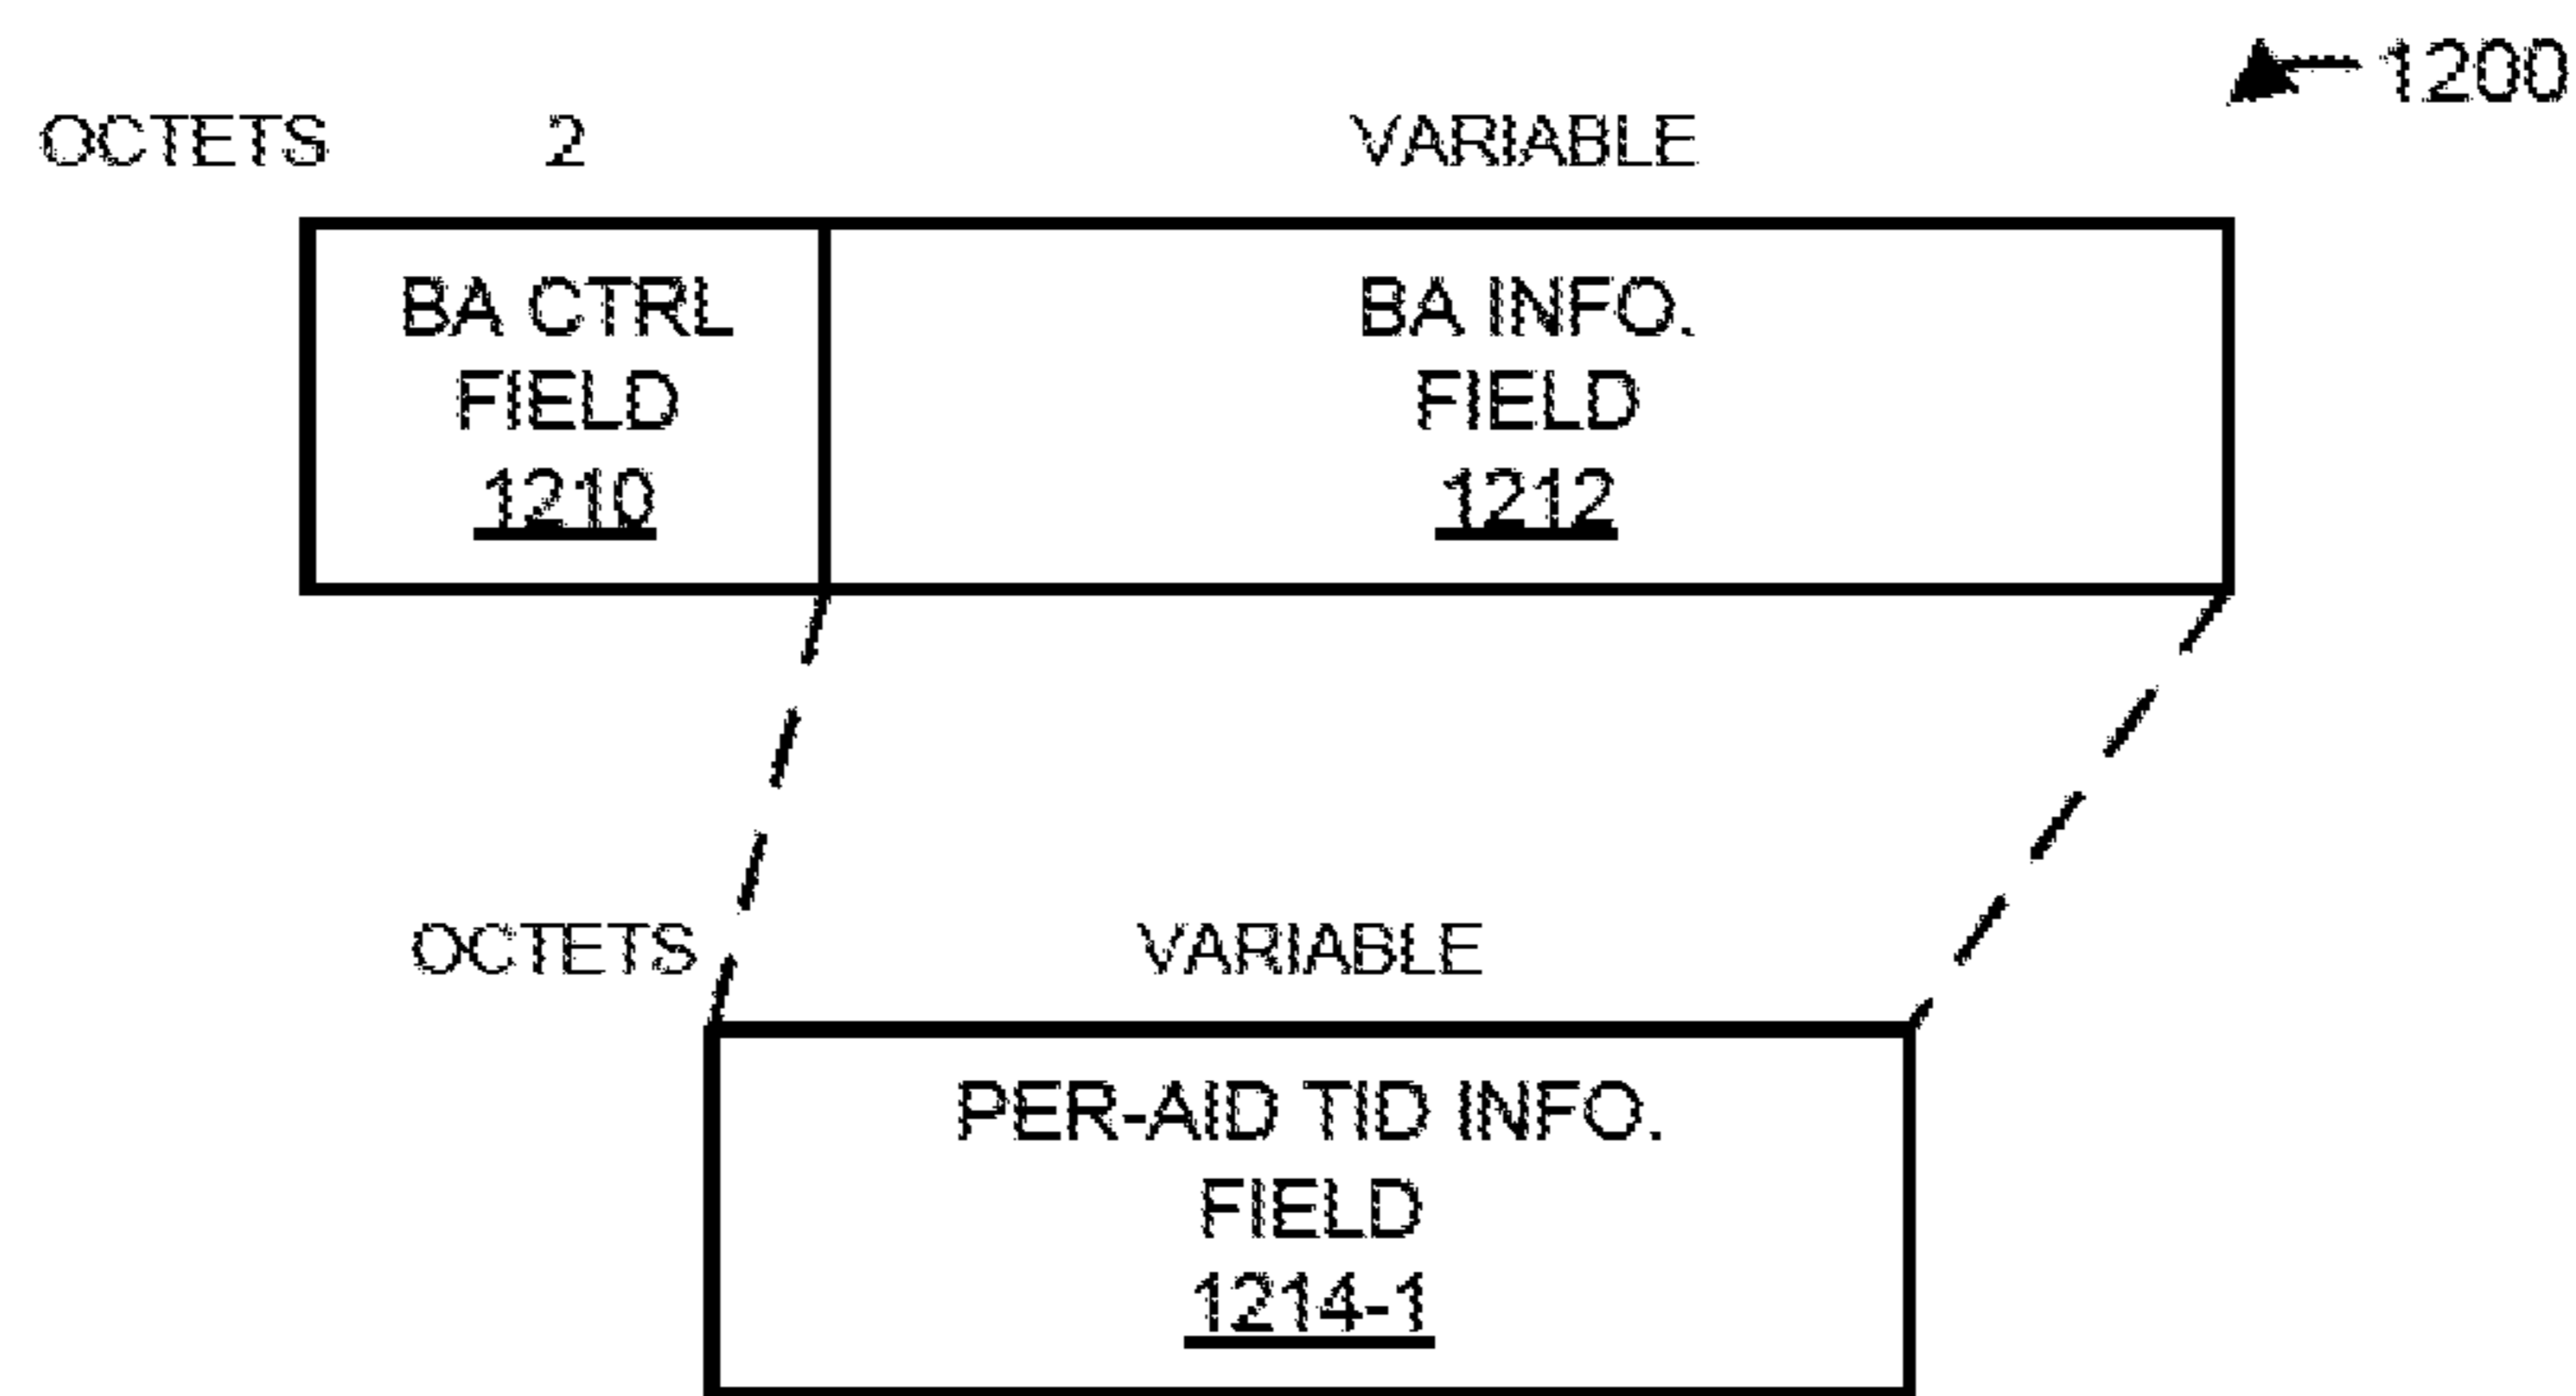 1200
OCTETS 2 VARIABLE
BA CTRL
FIELD
1210
BA INFO.
FIELD
1212
OCTETS VARIABLE
PER-AID TID INFO.
FIELD
1214-1